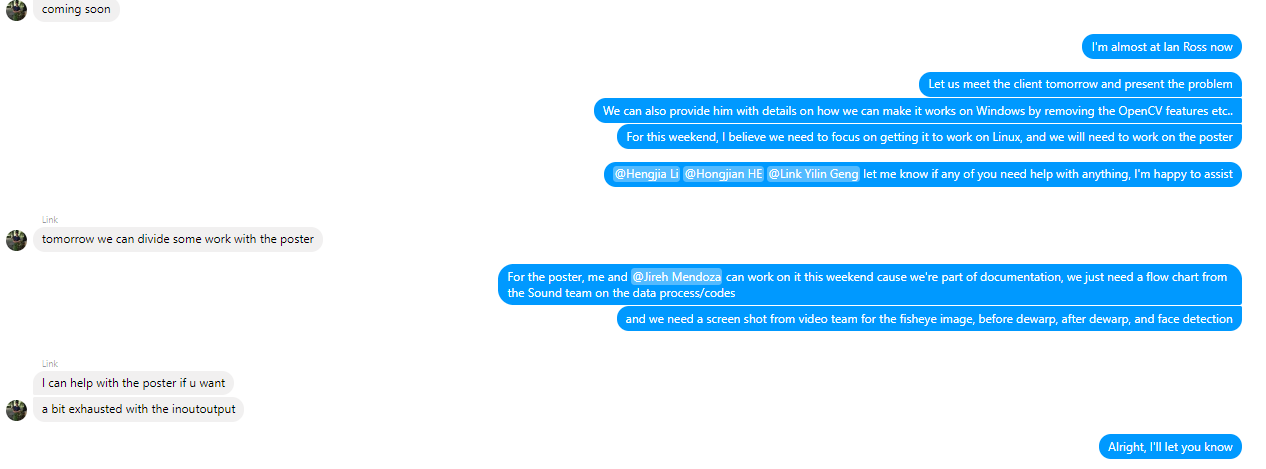 coming soon
I'm almost at Ian Ross now
Let us meet the client tomorrow and present the problem
We can also provide him with details on how we can make it works on Windows by removing the OpenCV features etc..
For this weekend, I believe we need to focus on getting it to work on Linux, and we will need to work on the poster
@Hengjia Li @Hongjian HE @Link Yilin Geng let me know if any of you need help with anything, I'm happy to assist
Link
tomorrow we can divide some work with the poster
For the poster, me and @Jireh Mendoza can work on it this weekend cause we're part of documentation, we just need a flow chart from
the Sound team on the data process/codes
and we need a screen shot from video team for the fisheye image, before dewarp, after dewarp, and face detection
Link
I can help with the poster if u want
a bit exhausted with the inoutoutput
Alright, I'll let you know